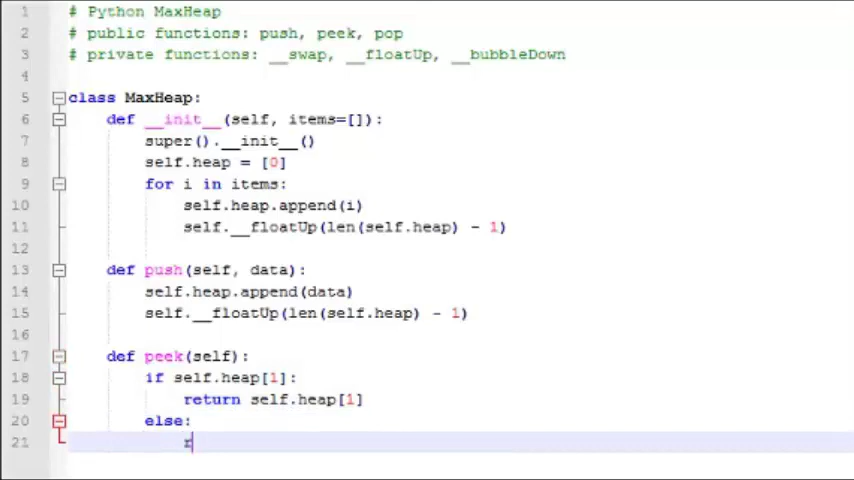 1 # Python MaxHeap
2 # public functions: push, peek, pop
3 # private functions: __swap, __floatUp, __bubbleDown
4
5 class MaxHeap:
6 def __init__(self, items=[]):
7 super().__init__()
8 self.heap = [0]
9 for i in items:
10 self.heap.append(i)
11 self.__floatUp(len(self.heap) - 1)
12
13 def push(self, data):
14 self.heap.append(data)
15 self.__floatUp(len(self.heap) - 1)
16
17 def peek(self):
18 if self.heap[1]:
19 return self.heap[1]
20 else:
21 r